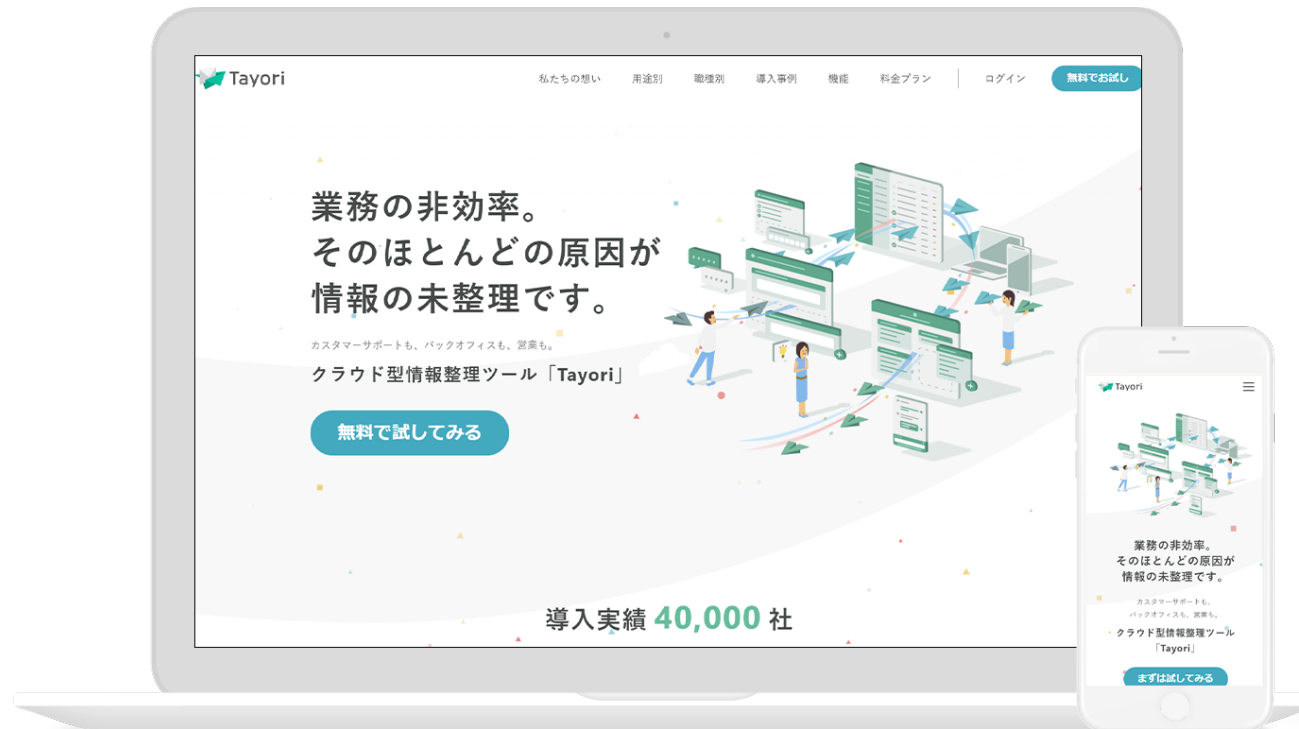 Tayori
私たちの想い 用途別 職種別 導入事例 機能 料金プラン ログイン 無料でお試し
業務の非効率。
そのほとんどの原因が
情報の未整理です。
カスタマーサポートも、バックオフィスも、営業も。
クラウド型情報整理ツール「Tayori」
無料で試してみる
導入実績 40,000 社
Tayori
業務の非効率。
そのほとんどの原因が
情報の未整理です。
カスタマーサポートも、
バックオフィスも、営業も。
クラウド型情報整理ツール
「Tayori」
まずは試してみる